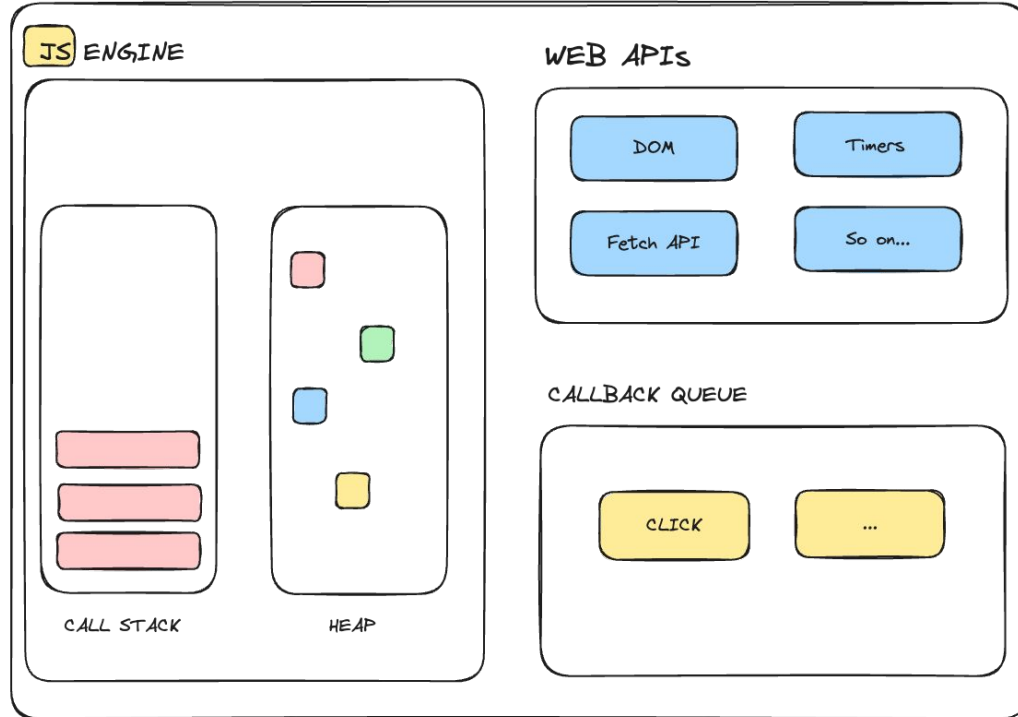 JS ENGINE
WEB APIs
DOM
Timers
Fetch API
So on...
CALLBACK QUEUE
CLICK
...
CALL STACK
HEAP